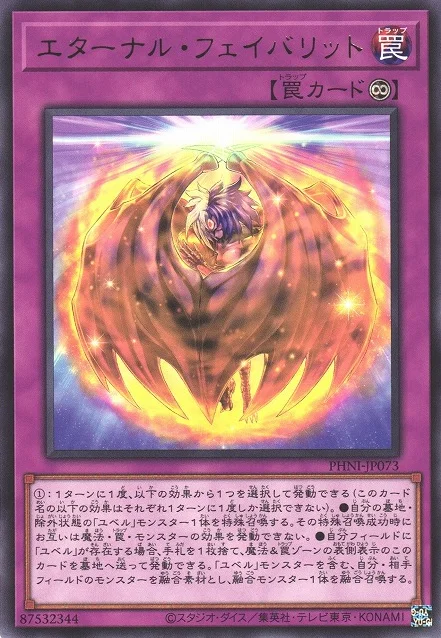 エターナル・フェイバリット
トラップ
罠
トラップ
【罠カード】
PHNI-JP073
①:1ターンに1度、以下の効果から1つを選択して発動できる(このカード
名の以下の効果はそれぞれ1ターンに1度しか選択できない)。●自分の墓地・
除外状態の「ユベル」モンスター1体を特殊召喚する。その特殊召喚成功時に
お互いは魔法・罠・モンスターの効果を発動できない。●自分フィールドに
「ユベル」が存在する場合、手札を1枚捨て、魔法&罠ゾーンの表側表示のこの
カードを墓地へ送って発動できる。「ユベル」モンスターを含む、自分・相手
フィールドのモンスターを融合素材とし、融合モンスター1体を融合召喚する。
87532344
©スタジオ・ダイス/集英社・テレビ東京・KONAMI